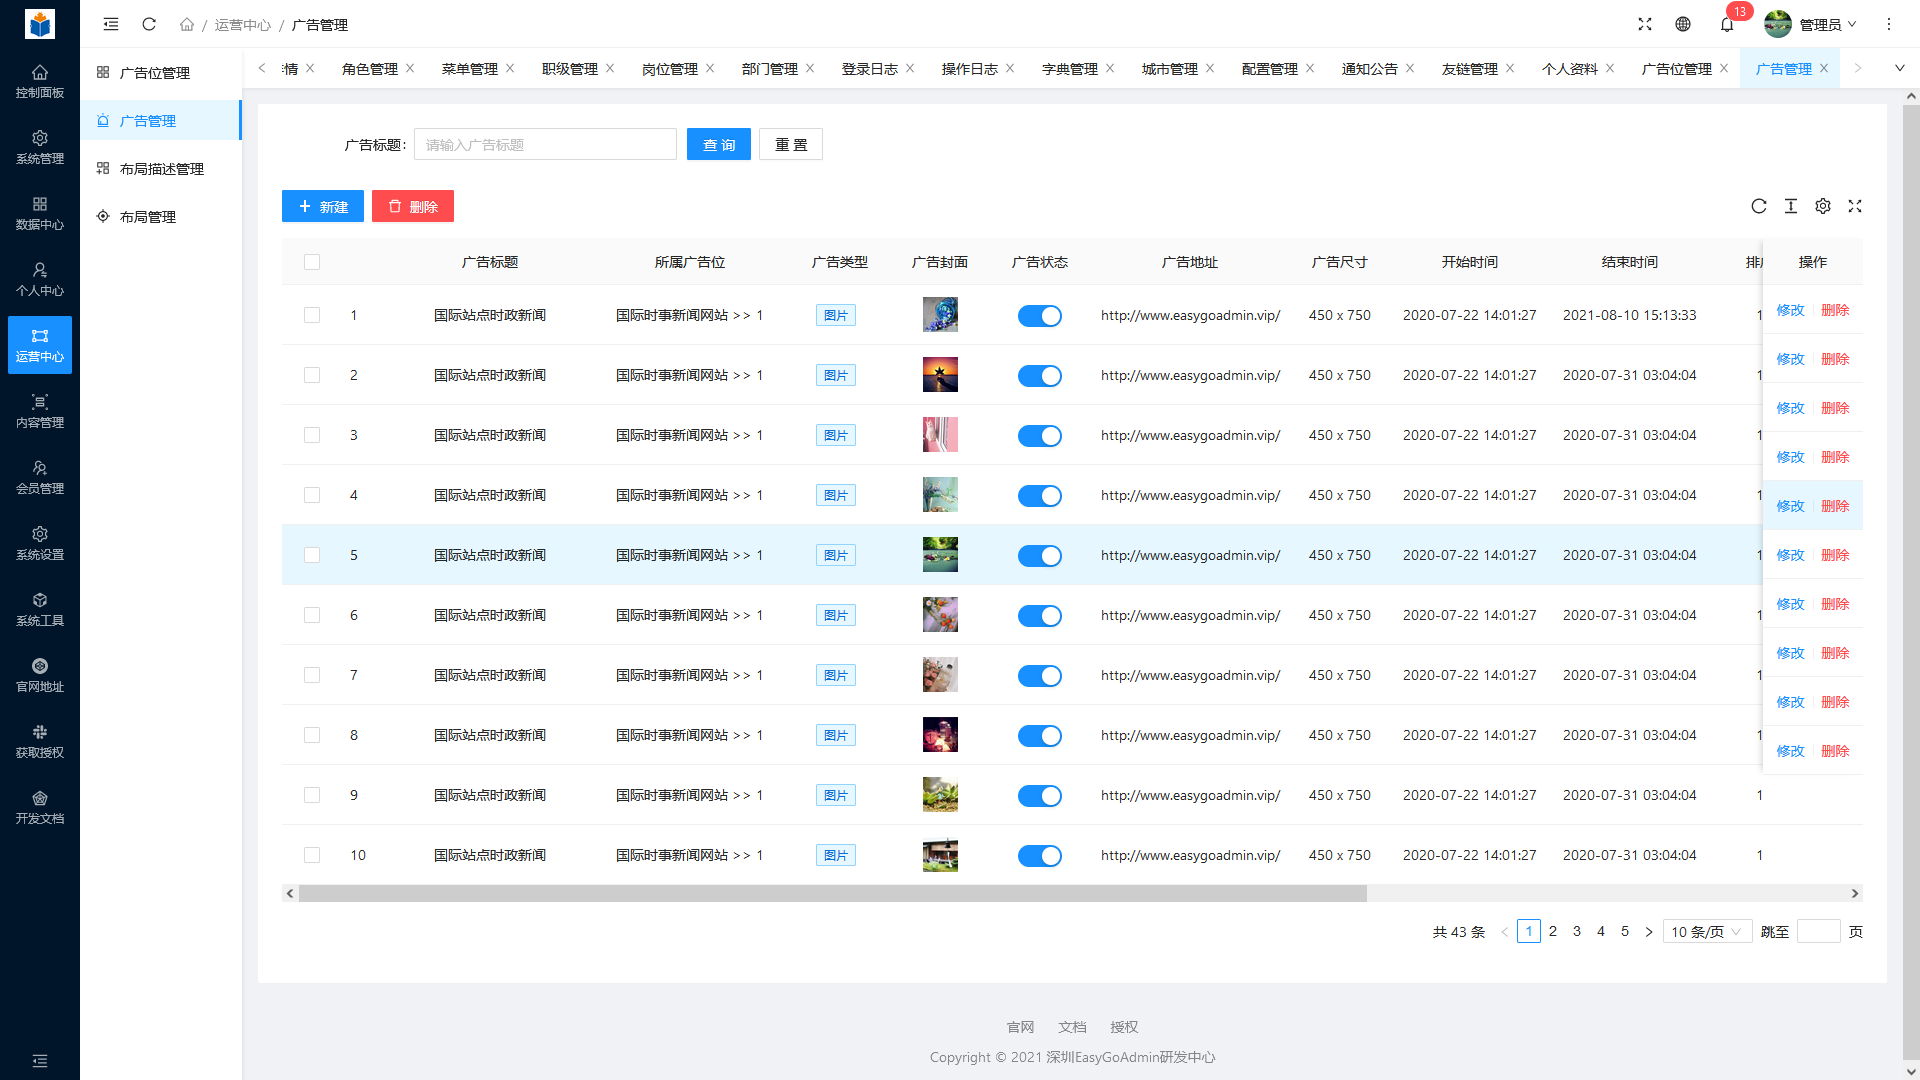 / 运营中心 / 广告管理
13
管理员
控制面板
系统管理
数据中心
个人中心
运营中心
内容管理
会员管理
系统设置
系统工具
官网地址
获取授权
开发文档
广告位管理
广告管理
布局描述管理
布局管理
情 角色管理 菜单管理 职级管理 岗位管理 部门管理 登录日志 操作日志 字典管理 城市管理 配置管理 通知公告 友链管理 个人资料 广告位管理 广告管理
广告标题: 请输入广告标题 查 询 重 置
新建 删除
广告标题 所属广告位 广告类型 广告封面 广告状态 广告地址 广告尺寸 开始时间 结束时间 操作
1 国际站点时政新闻 国际时事新闻网站 >> 1 图片 http://www.easygoadmin.vip/ 450 x 750 2020-07-22 14:01:27 2021-08-10 15:13:33 1 修改 删除
2 国际站点时政新闻 国际时事新闻网站 >> 1 图片 http://www.easygoadmin.vip/ 450 x 750 2020-07-22 14:01:27 2020-07-31 03:04:04 1 修改 删除
3 国际站点时政新闻 国际时事新闻网站 >> 1 图片 http://www.easygoadmin.vip/ 450 x 750 2020-07-22 14:01:27 2020-07-31 03:04:04 1 修改 删除
4 国际站点时政新闻 国际时事新闻网站 >> 1 图片 http://www.easygoadmin.vip/ 450 x 750 2020-07-22 14:01:27 2020-07-31 03:04:04 1 修改 删除
5 国际站点时政新闻 国际时事新闻网站 >> 1 图片 http://www.easygoadmin.vip/ 450 x 750 2020-07-22 14:01:27 2020-07-31 03:04:04 1 修改 删除
6 国际站点时政新闻 国际时事新闻网站 >> 1 图片 http://www.easygoadmin.vip/ 450 x 750 2020-07-22 14:01:27 2020-07-31 03:04:04 1 修改 删除
7 国际站点时政新闻 国际时事新闻网站 >> 1 图片 http://www.easygoadmin.vip/ 450 x 750 2020-07-22 14:01:27 2020-07-31 03:04:04 1 修改 删除
8 国际站点时政新闻 国际时事新闻网站 >> 1 图片 http://www.easygoadmin.vip/ 450 x 750 2020-07-22 14:01:27 2020-07-31 03:04:04 1 修改 删除
9 国际站点时政新闻 国际时事新闻网站 >> 1 图片 http://www.easygoadmin.vip/ 450 x 750 2020-07-22 14:01:27 2020-07-31 03:04:04 1 修改 删除
10 国际站点时政新闻 国际时事新闻网站 >> 1 图片 http://www.easygoadmin.vip/ 450 x 750 2020-07-22 14:01:27 2020-07-31 03:04:04 1 修改 删除
共 43 条 1 2 3 4 5 10 条/页 跳至 页
官网 文档 授权
Copyright © 2021 深圳EasyGoAdmin研发中心